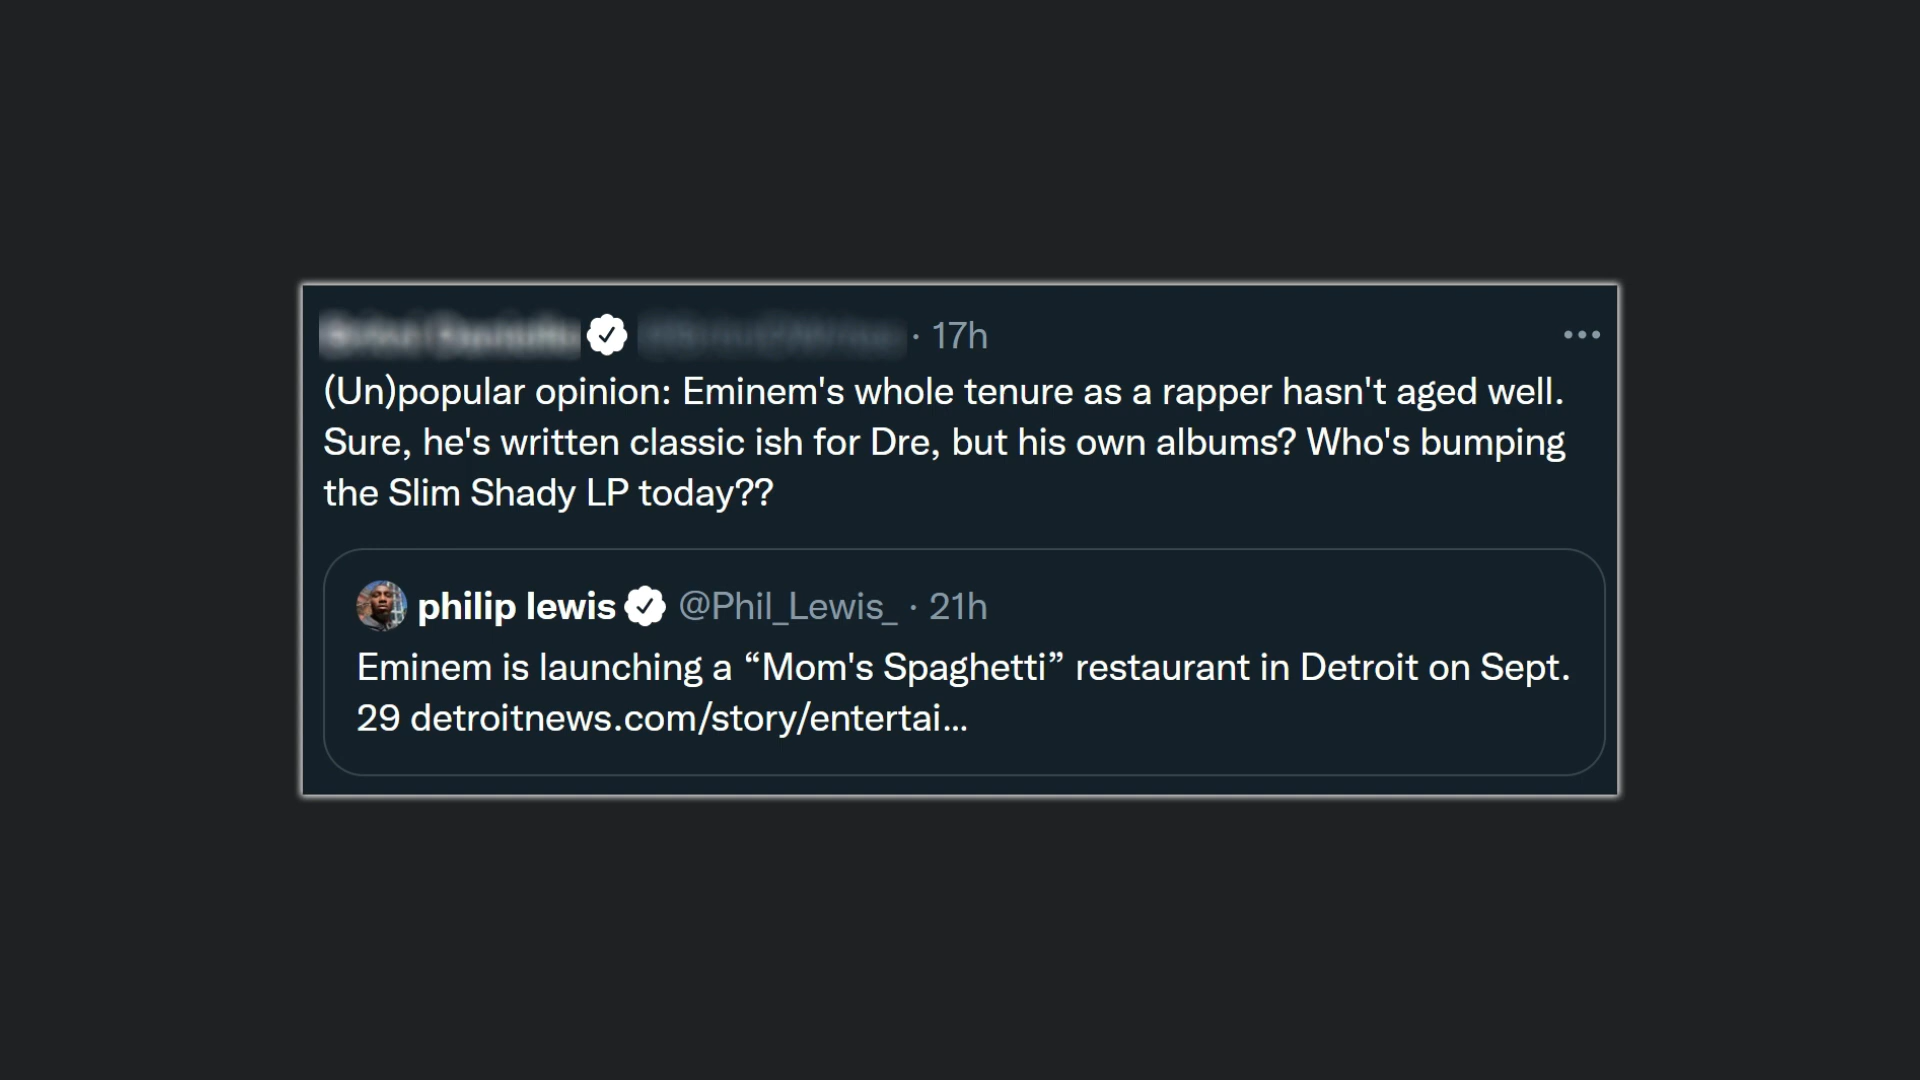 · 17h
(Un)popular opinion: Eminem's whole tenure as a rapper hasn't aged well.
Sure, he's written classic ish for Dre, but his own albums? Who's bumping
the Slim Shady LP today??
philip lewis @Phil_Lewis_ · 21h
Eminem is launching a “Mom's Spaghetti” restaurant in Detroit on Sept.
29 detroitnews.com/story/entertai...